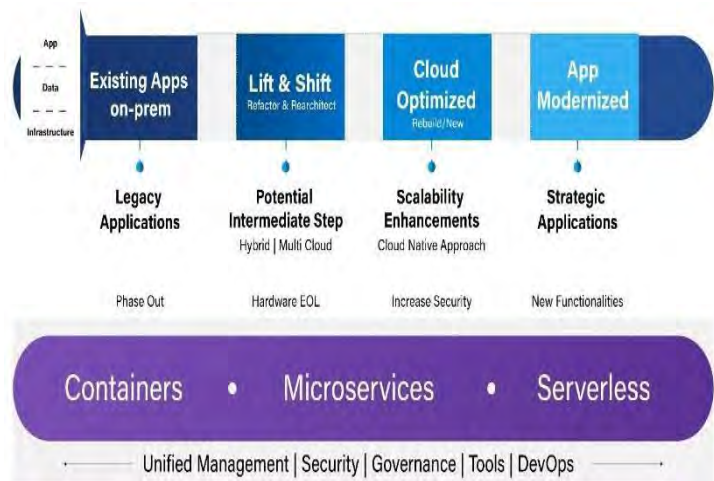 App
Data
Infrastructure
Existing Apps
on-prem
Lift & Shift
Refactor & Rearchitect
Cloud
Optimized
Rebuild/New
App
Modernized
Legacy
Applications
Potential
Intermediate Step
Hybrid | Multi Cloud
Scalability
Enhancements
Cloud Native Approach
Strategic
Applications
Phase Out
Hardware EOL
Increase Security
New Functionalities
Containers • Microservices • Serverless
Unified Management | Security | Governance | Tools | DevOps